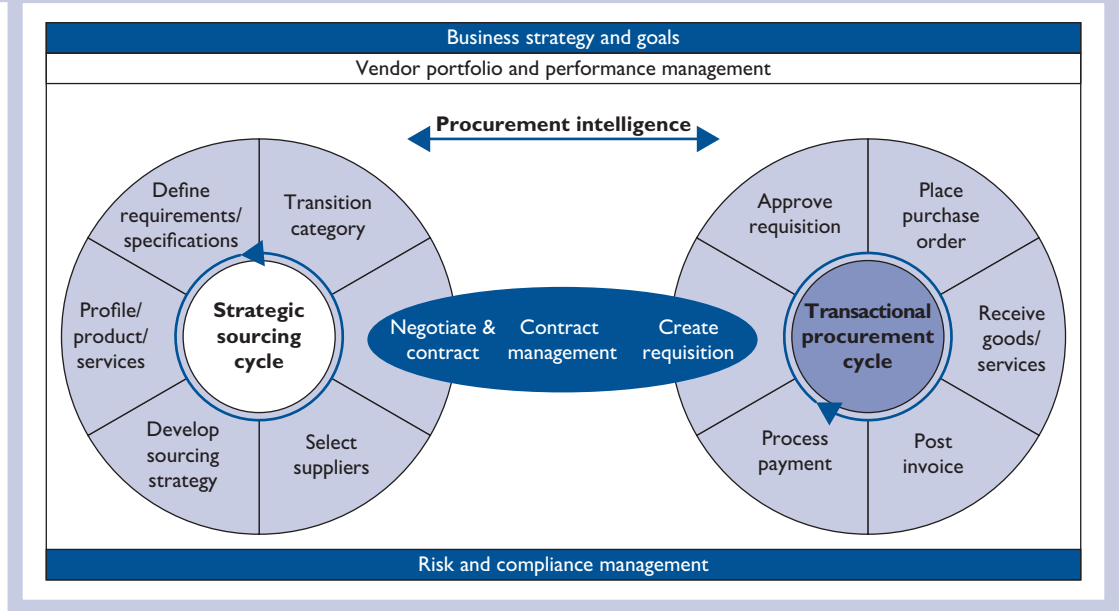 Business strategy and goals
Vendor portfolio and performance management
Procurement intelligence
Define
requirements/
specifications
Transition
category
Profile/
product/
services
Strategic
sourcing
cycle
Develop
sourcing
strategy
Select
suppliers
Negotiate &
contract
Contract
management
Create
requisition
Approve
requisition
Place
purchase
order
Transactional
procurement
cycle
Receive
goods/
services
Process
payment
Post
invoice
Risk and compliance management